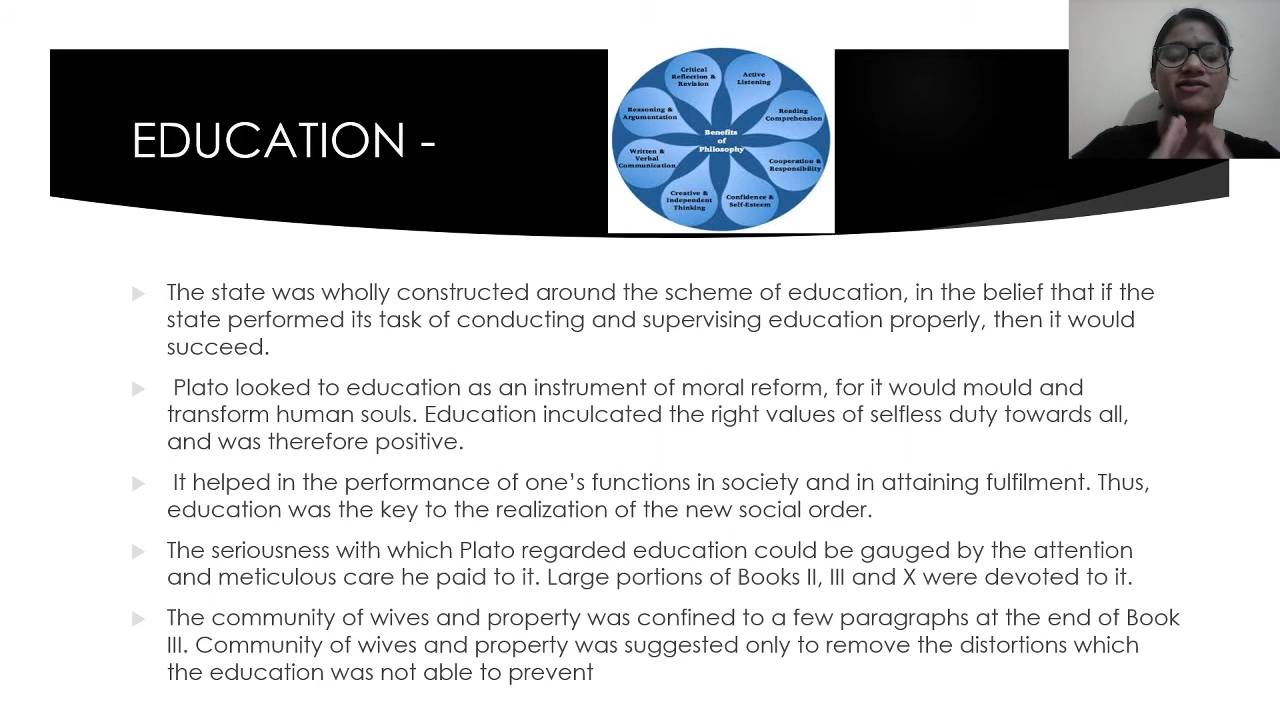 EDUCATION -
Critical
Reflection &
Revision
Active
Listening
Reasoning &
Argumentation
Reading
Comprehension
Benefits
of
Philosophy
Written &
Verbal
Communication
Cooperation &
Responsibility
Creative &
Independent
Thinking
Confidence &
Self-Esteem
The state was wholly constructed around the scheme of education, in the belief that if the
state performed its task of conducting and supervising education properly, then it would
succeed.
Plato looked to education as an instrument of moral reform, for it would mould and
transform human souls. Education inculcated the right values of selfless duty towards all,
and was therefore positive.
It helped in the performance of one's functions in society and in attaining fulfilment. Thus,
education was the key to the realization of the new social order.
The seriousness with which Plato regarded education could be gauged by the attention
and meticulous care he paid to it. Large portions of Books II, III and X were devoted to it.
The community of wives and property was confined to a few paragraphs at the end of Book
III. Community of wives and property was suggested only to remove the distortions which
the education was not able to prevent